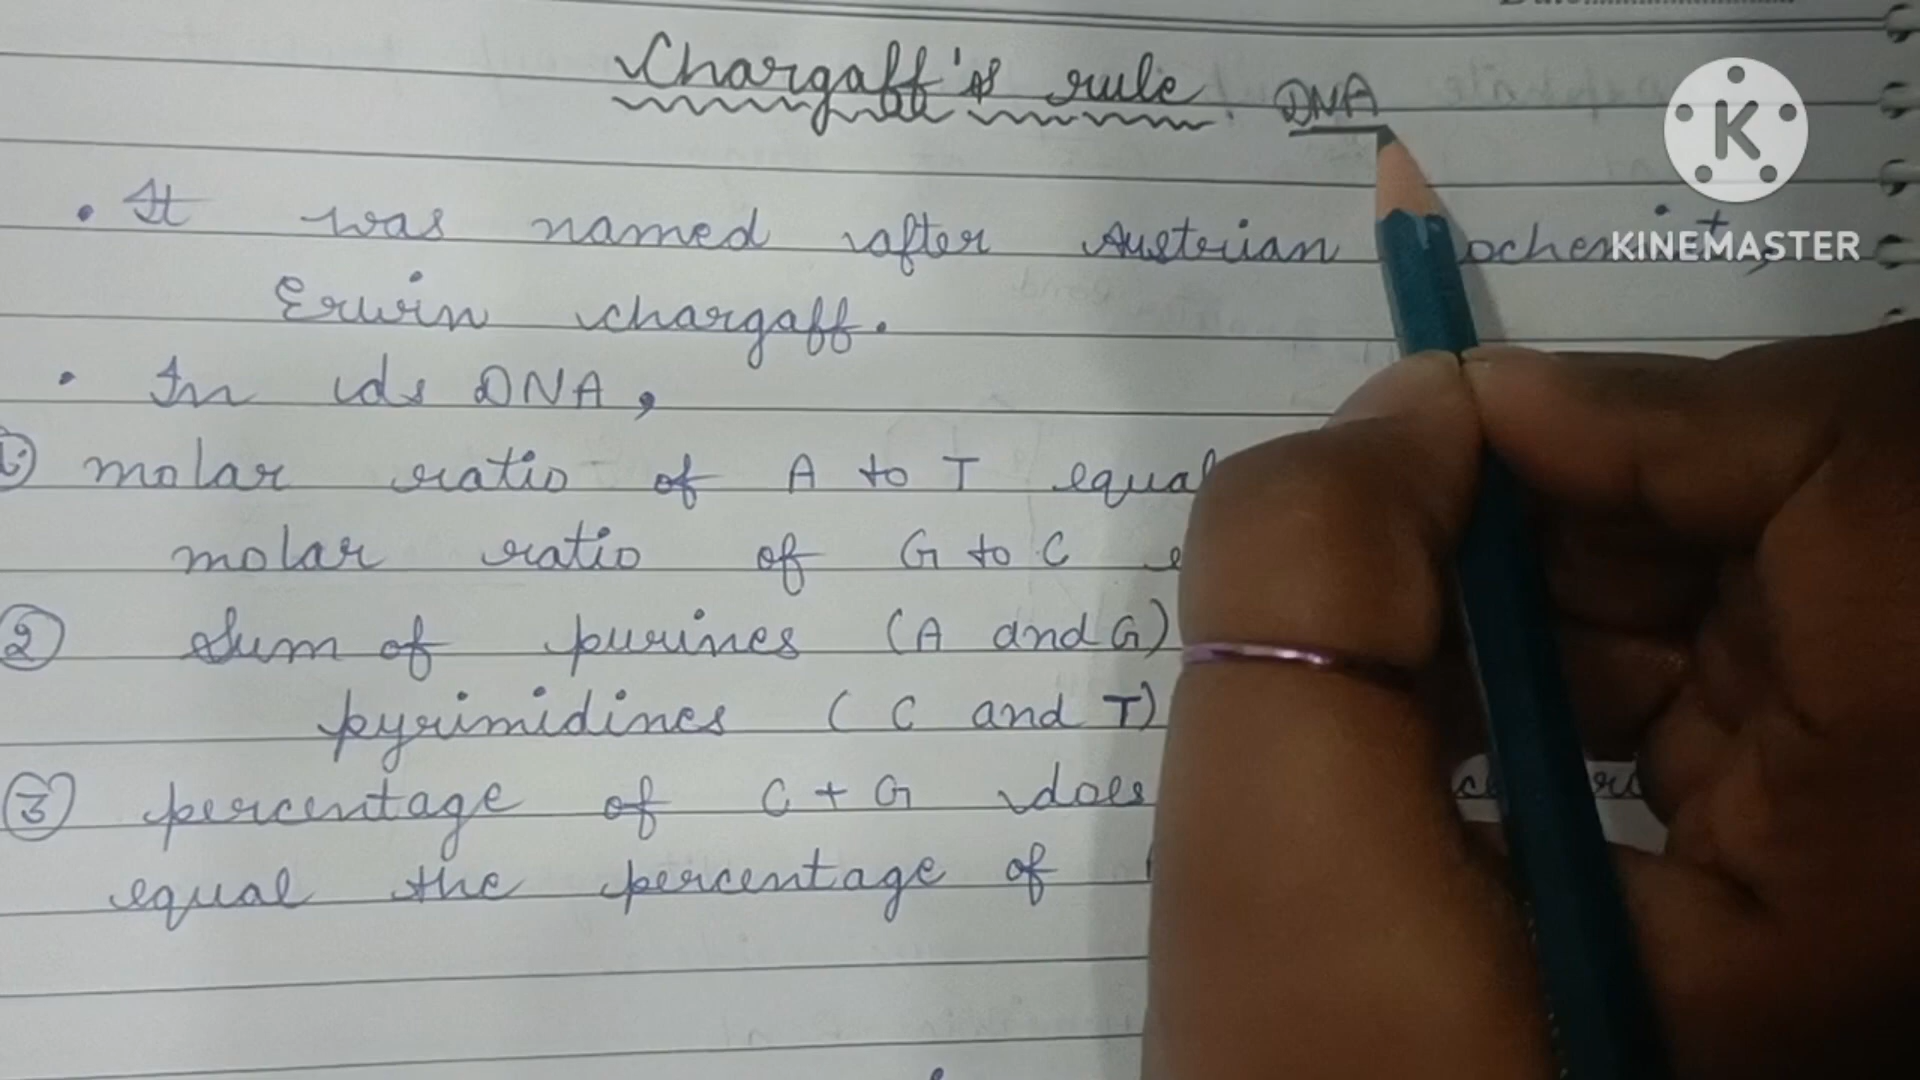 Chargaff's rule. DNA
K
KINEMASTER
• It was named after Austrian
Erwin chargaff.
• In ds DNA,
molar ratio of A to T equal
molar ratio of G to C
② Sum of purines (A and G)
pyrimidines (C and T)
③ percentage of C + G does
equal the percentage of